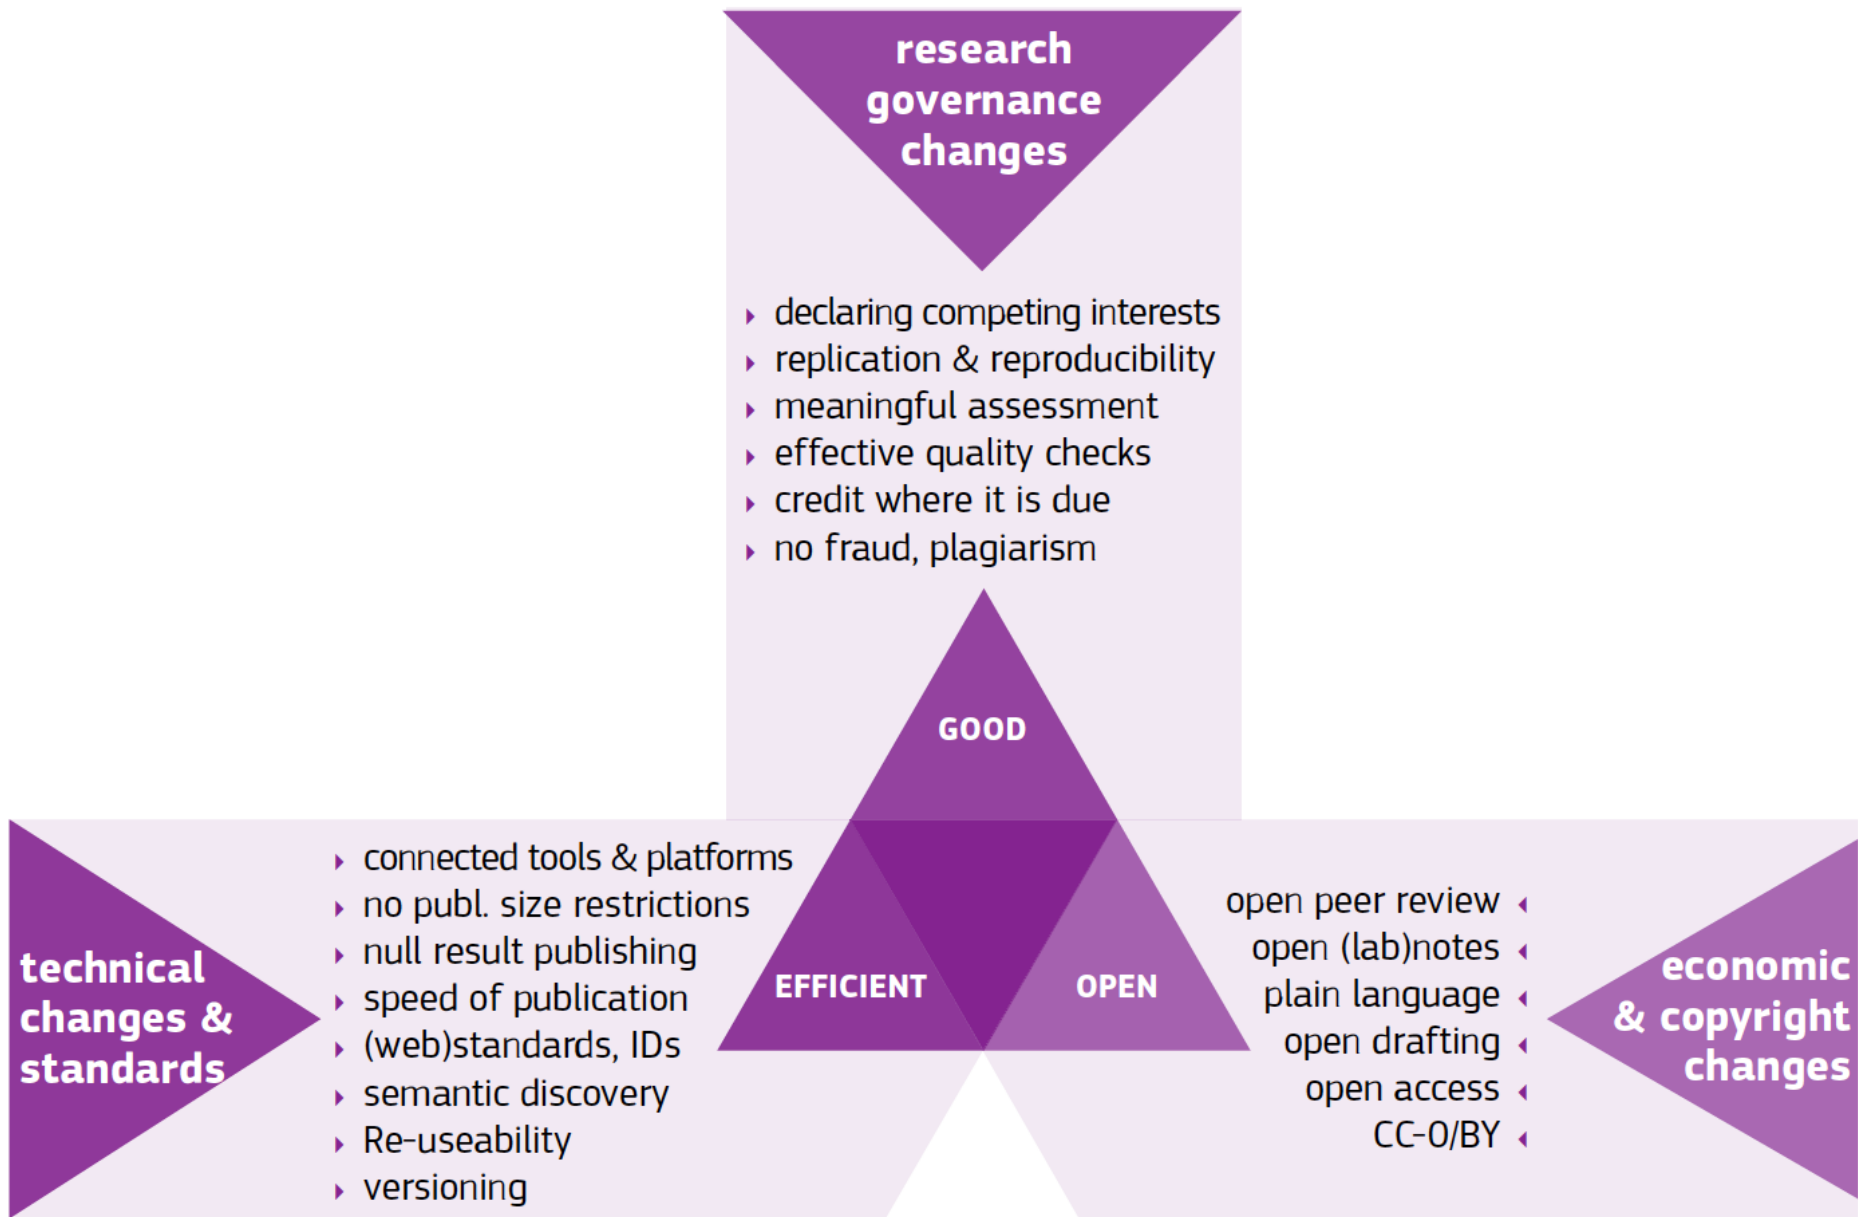 research
governance
changes
declaring competing interests
replication & reproducibility
meaningful assessment
effective quality checks
credit where it is due
no fraud, plagiarism
GOOD
EFFICIENT
OPEN
technical
changes &
standards
connected tools & platforms
no publ. size restrictions
null result publishing
speed of publication
(web)standards, IDs
semantic discovery
Re-useability
versioning
open peer review
open (lab)notes
plain language
open drafting
open access
CC-0/BY
economic
& copyright
changes